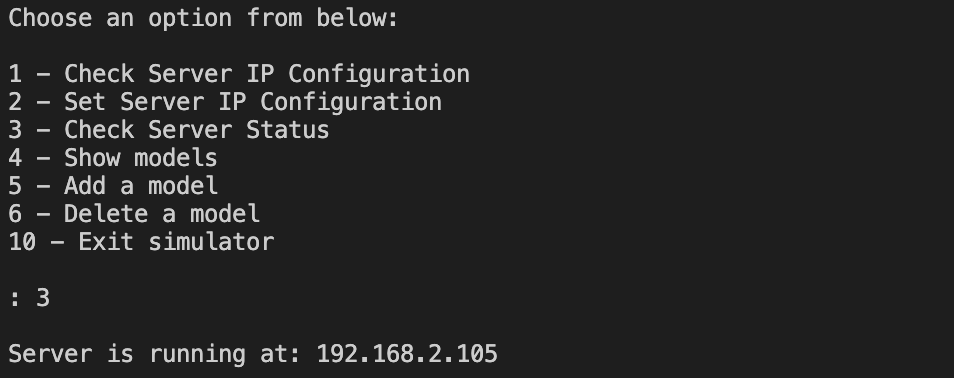 Choose an option from below:
1 – Check Server IP Configuration
2 – Set Server IP Configuration
3 – Check Server Status
4 – Show models
5 – Add a model
6 – Delete a model
10 – Exit simulator
: 3
Server is running at: 192.168.2.105